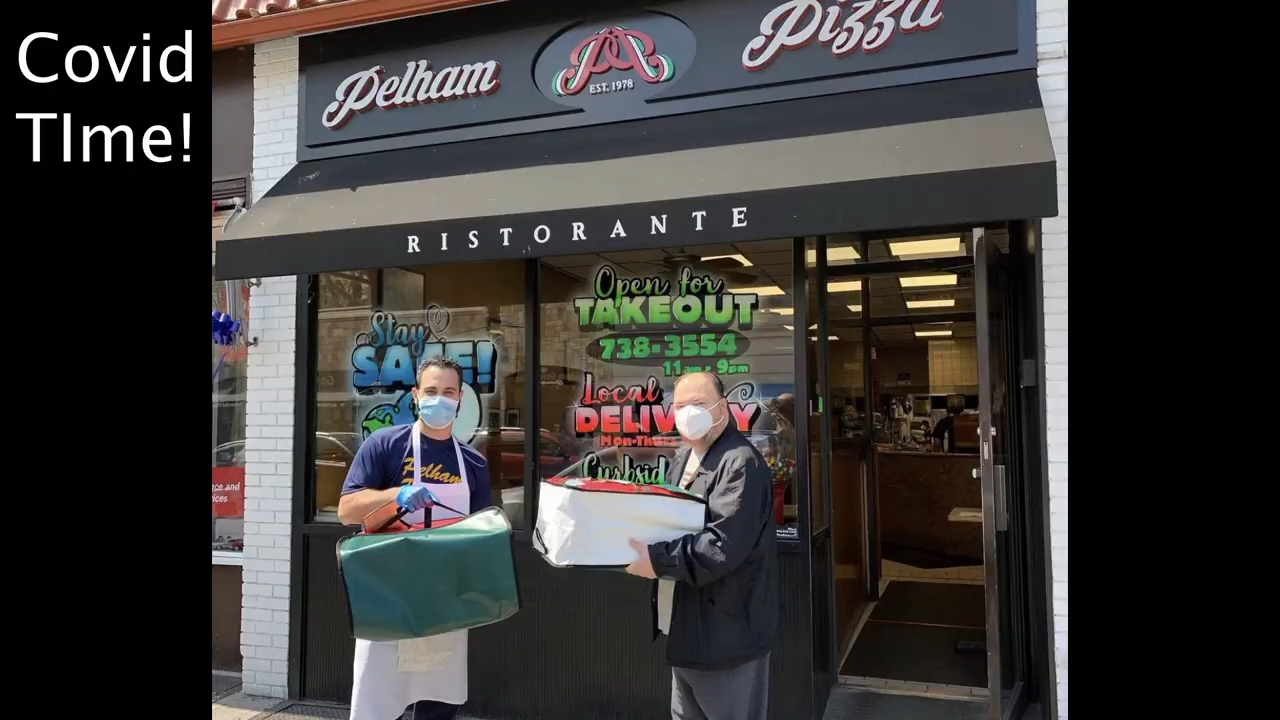 Covid
TIme!
Pelham
Pizza
EST. 1978
RISTORANTE
Stay
SAFE!
Open for
TAKEOUT
738-3554
11am - 9pm
Local
DELIVERY
Mon-Thurs
Curbsid
Pelham